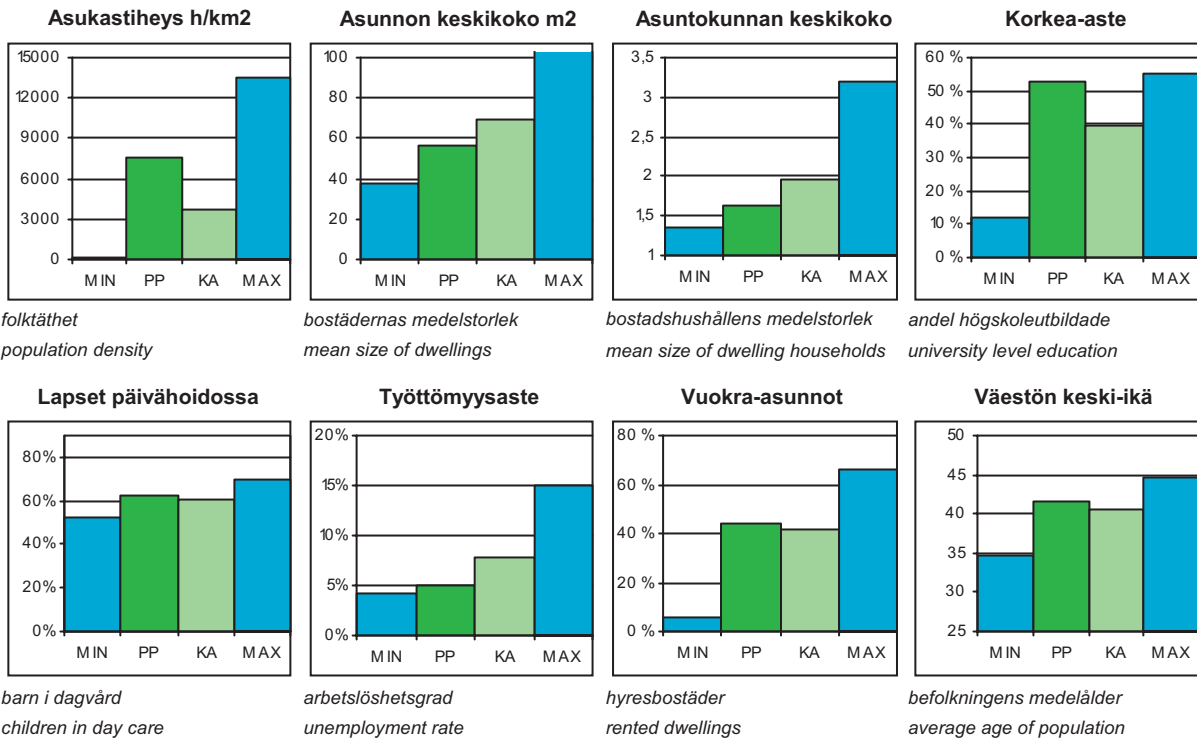 Asukastiheys h/km2
15000
12000
9000
6000
3000
0
MIN PP KA MAX
folktäthet
population density
Asunnon keskikoko m2
100
80
60
40
20
0
MIN PP KA MAX
bostädernas medelstorlek
mean size of dwellings
Asuntokunnan keskikoko
3,5
3
2,5
2
1,5
1
MIN PP KA MAX
bostadshushållens medelstorlek
mean size of dwelling households
Korkea-aste
60 %
50 %
40 %
30 %
20 %
10 %
0 %
MIN PP KA MAX
andel högskoleutbildade
university level education
Lapset päivähoidossa
80%
60%
40%
20%
0%
MIN PP KA MAX
barn i dagvård
children in day care
Työttömyysaste
20%
15%
10%
5%
0%
MIN PP KA MAX
arbetslöshetsgrad
unemployment rate
Vuokra-asunnot
80 %
60 %
40 %
20 %
0 %
MIN PP KA MAX
hyresbostäder
rented dwellings
Väestön keski-ikä
50
45
40
35
30
25
MIN PP KA MAX
befolkningens medelålder
average age of population